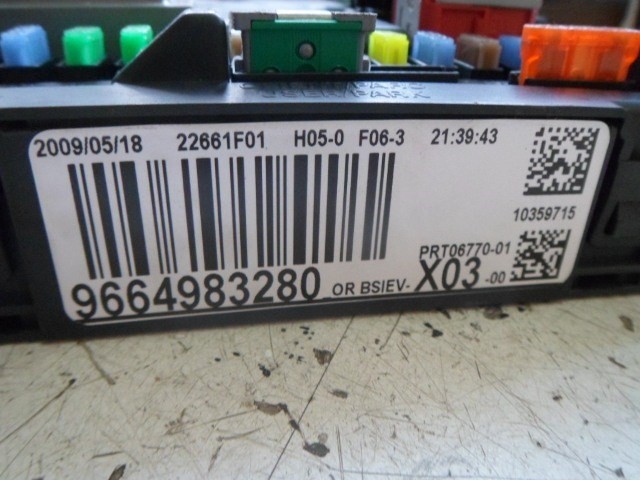 2009/05/18 22661F01 H05-0 F06-3 21:39:43
10359715
PRT06770-01
9664983280 OR BSIEV- X03 -00